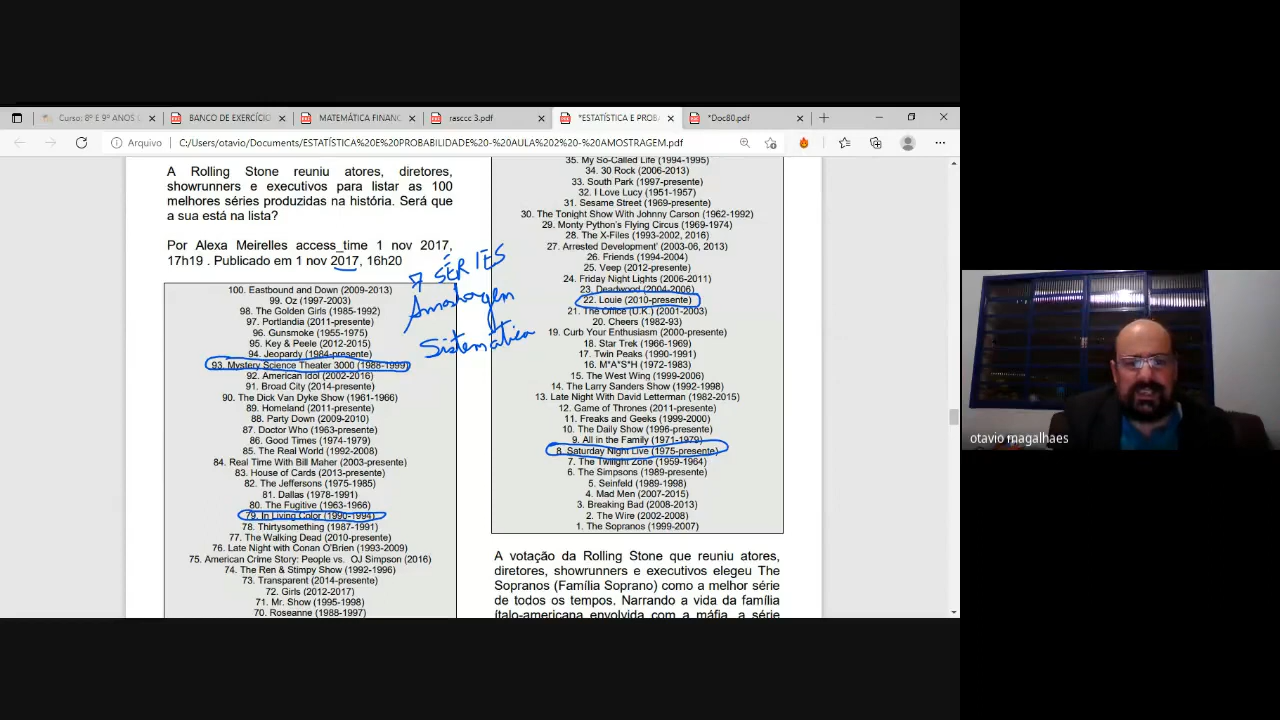 Curso: 8º E 9º ANOS (
BANCO DE EXERCÍCIO
MATEMÁTICA FINANC
rasccc 3.pdf
*ESTATÍSTICA E PROBA
*Doc80.pdf
Arquivo
C:/Users/otavio/Documents/ESTATÍSTICA%20E%20PROBABILIDADE%20-%20AULA%202%20-%20AMOSTRAGEM.pdf
A Rolling Stone reuniu atores, diretores,
showrunners e executivos para listar as 100
melhores séries produzidas na história. Será que
a sua está na lista?
Por Alexa Meirelles access_time 1 nov 2017,
17h19 . Publicado em 1 nov 2017, 16h20
7 SÉRIES
Amostragem
Sistemática
100. Eastbound and Down (2009-2013)
99. Oz (1997-2003)
98. The Golden Girls (1985-1992)
97. Portlandia (2011-presente)
96. Gunsmoke (1955-1975)
95. Key & Peele (2012-2015)
94. Jeopardy (1984-presente)
93. Mystery Science Theater 3000 (1988-1999)
92. American Idol (2002-2016)
91. Broad City (2014-presente)
90. The Dick Van Dyke Show (1961-1966)
89. Homeland (2011-presente)
88. Party Down (2009-2010)
87. Doctor Who (1963-presente)
86. Good Times (1974-1979)
85. The Real World (1992-2008)
84. Real Time With Bill Maher (2003-presente)
83. House of Cards (2013-presente)
82. The Jeffersons (1975-1985)
81. Dallas (1978-1991)
80. The Fugitive (1963-1966)
79. In Living Color (1990-1994)
78. Thirtysomething (1987-1991)
77. The Walking Dead (2010-presente)
76. Late Night with Conan O'Brien (1993-2009)
75. American Crime Story: People vs. OJ Simpson (2016)
74. The Ren & Stimpy Show (1992-1996)
73. Transparent (2014-presente)
72. Girls (2012-2017)
71. Mr. Show (1995-1998)
70. Roseanne (1988-1997)
35. My So-Called Life (1994-1995)
34. 30 Rock (2006-2013)
33. South Park (1997-presente)
32. I Love Lucy (1951-1957)
31. Sesame Street (1969-presente)
30. The Tonight Show With Johnny Carson (1962-1992)
29. Monty Python's Flying Circus (1969-1974)
28. The X-Files (1993-2002, 2016)
27. Arrested Development' (2003-06, 2013)
26. Friends (1994-2004)
25. Veep (2012-presente)
24. Friday Night Lights (2006-2011)
23. Deadwood (2004-2006)
22. Louie (2010-presente)
21. The Office (U.K.) (2001-2003)
20. Cheers (1982-93)
19. Curb Your Enthusiasm (2000-presente)
18. Star Trek (1966-1969)
17. Twin Peaks (1990-1991)
16. M*A*S*H (1972-1983)
15. The West Wing (1999-2006)
14. The Larry Sanders Show (1992-1998)
13. Late Night With David Letterman (1982-2015)
12. Game of Thrones (2011-presente)
11. Freaks and Geeks (1999-2000)
10. The Daily Show (1996-presente)
9. All in the Family (1971-1979)
8. Saturday Night Live (1975-presente)
7. The Twilight Zone (1959-1964)
6. The Simpsons (1989-presente)
5. Seinfeld (1989-1998)
4. Mad Men (2007-2015)
3. Breaking Bad (2008-2013)
2. The Wire (2002-2008)
1. The Sopranos (1999-2007)
A votação da Rolling Stone que reuniu atores,
diretores, showrunners e executivos elegeu The
Sopranos (Família Soprano) como a melhor série
de todos os tempos. Narrando a vida da família
ítalo-americana envolvida com a máfia, a série
otavio magalhaes